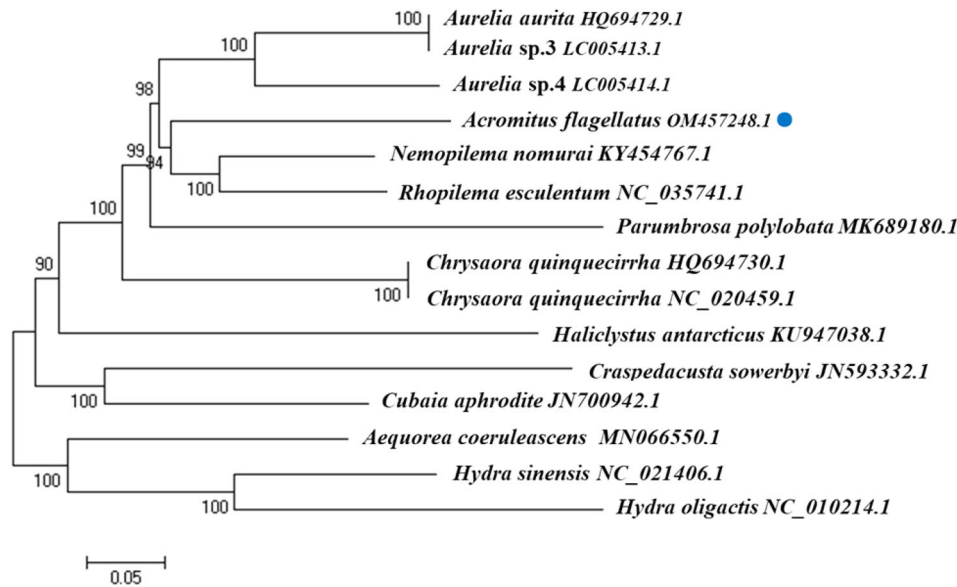 100
Aurelia aurita HQ694729.1
Aurelia sp.3 LC005413.1
100
Aurelia sp.4 LC005414.1
98
Acromitus flagellatus OM457248.1
99
94
Nemopilema nomurai KY454767.1
100
Rhopilema esculentum NC_035741.1
100
Parumbrosa polylobata MK689180.1
Chrysaora quinquecirrha HQ694730.1
90
100
Chrysaora quinquecirrha NC_020459.1
Haliclystus antarcticus KU947038.1
Craspedacusta sowerbyi JN593332.1
100
Cubaia aphrodite JN700942.1
Aequorea coeruleascens MN066550.1
100
Hydra sinensis NC_021406.1
100
Hydra oligactis NC_010214.1
0.05